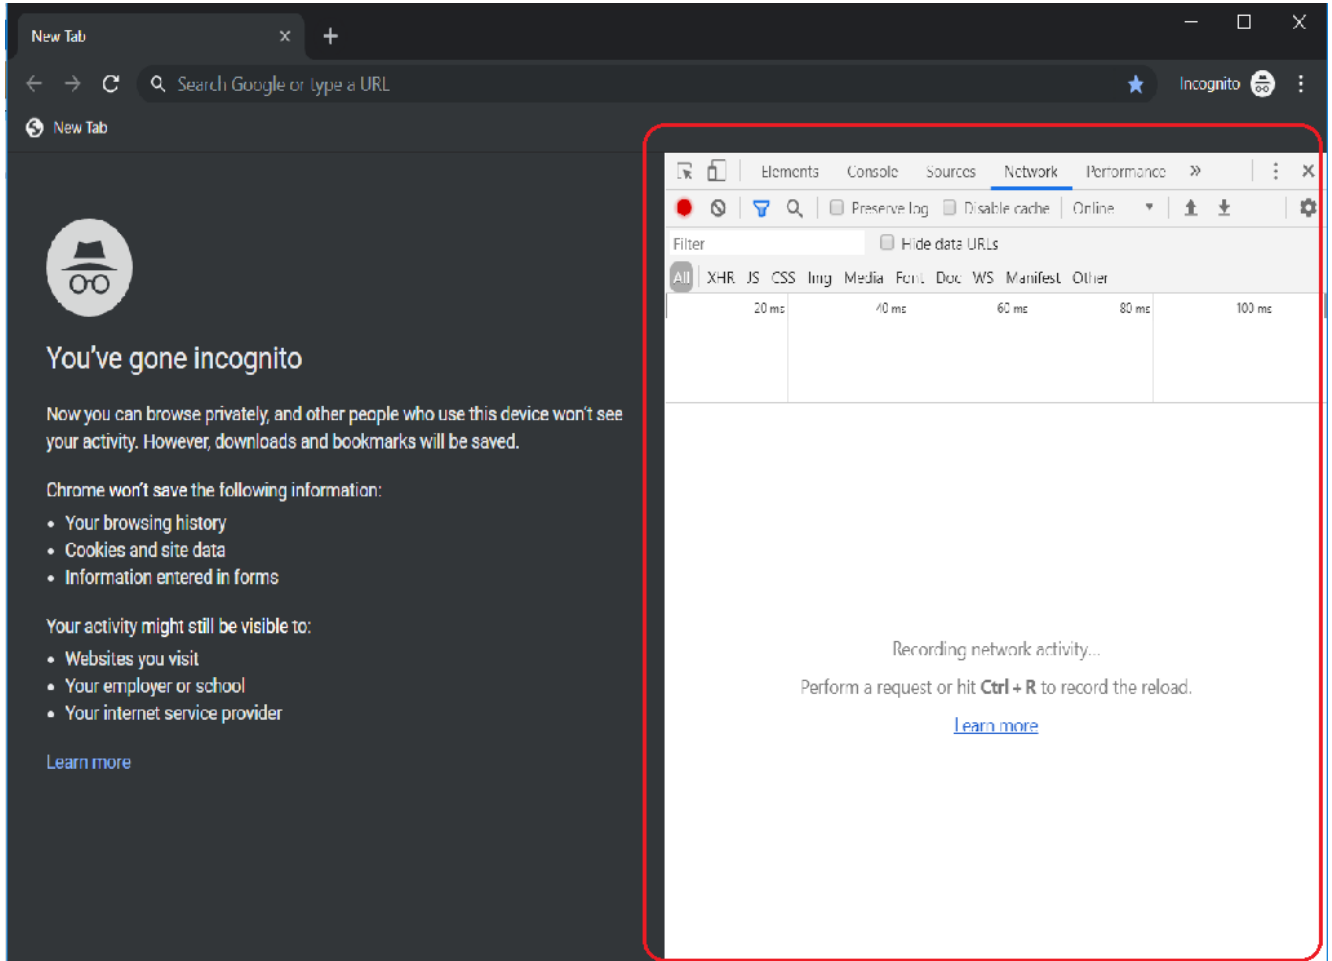 New Tab
Search Google or type a URL
Incognito
New Tab
Elements Console Sources Network Performance »
Preserve log Disable cache Online
Filter
Hide data URLs
All XHR JS CSS Img Media Font Doc WS Manifest Other
20 ms 40 ms 60 ms 80 ms 100 ms
You've gone incognito
Now you can browse privately, and other people who use this device won't see
your activity. However, downloads and bookmarks will be saved.
Chrome won't save the following information:
• Your browsing history
• Cookies and site data
• Information entered in forms
Your activity might still be visible to:
• Websites you visit
• Your employer or school
• Your internet service provider
Learn more
Recording network activity...
Perform a request or hit Ctrl + R to record the reload.
Learn more